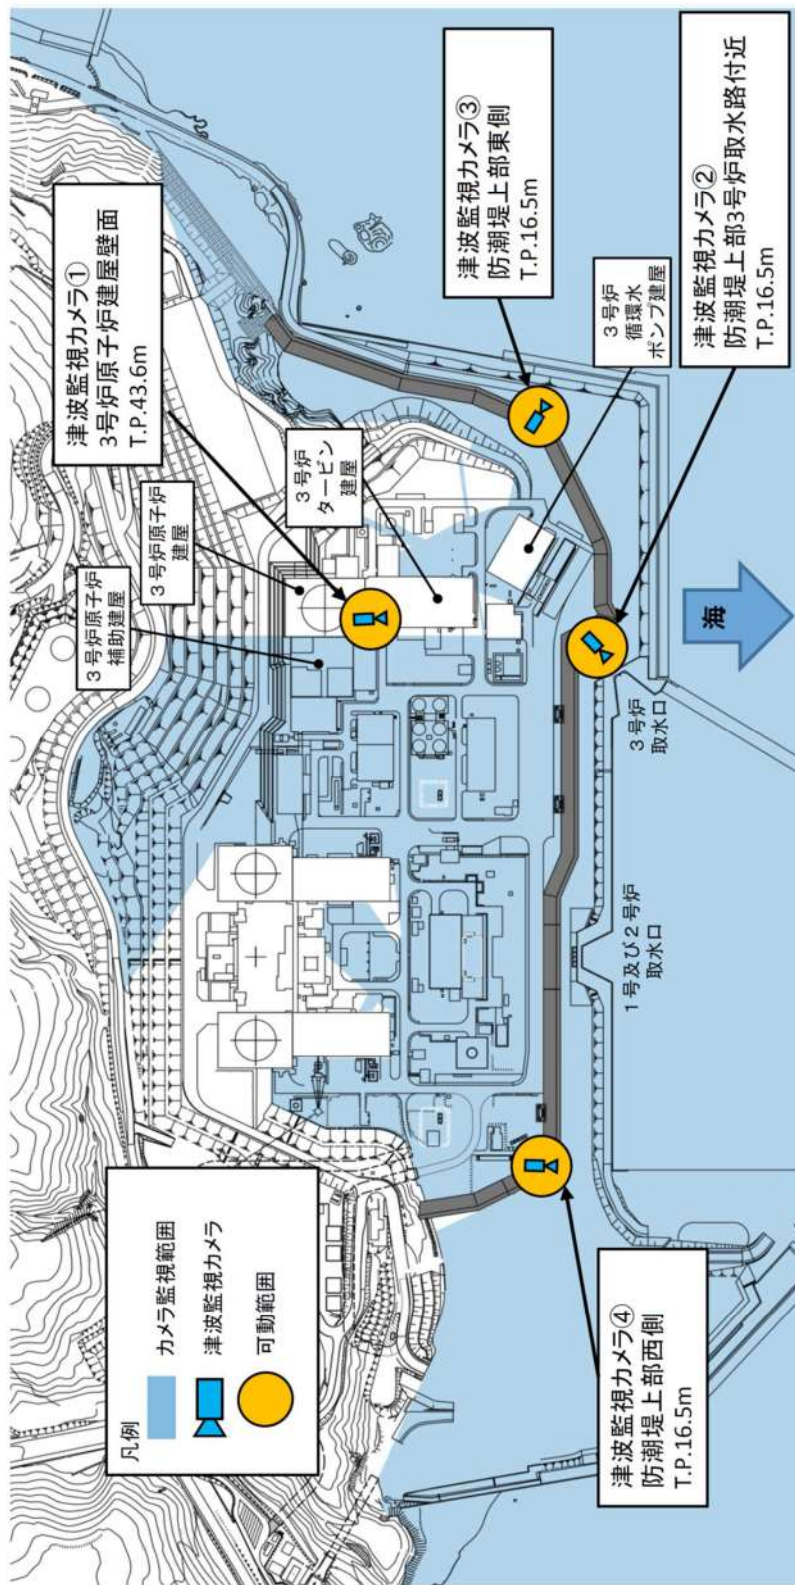 凡例
カメラ監視範囲
津波監視カメラ
可動範囲
3号炉原子炉
補助建屋
3号炉原子炉
建屋
津波監視カメラ①
3号炉原子炉建屋壁面
T.P.43.6m
3号炉
タービン
建屋
津波監視カメラ③
防潮堤上部東側
T.P.16.5m
3号炉
循環水
ポンプ建屋
津波監視カメラ②
防潮堤上部3号炉取水路付近
T.P.16.5m
海
3号炉
取水口
1号及び2号炉
取水口
津波監視カメラ④
防潮堤上部西側
T.P.16.5m